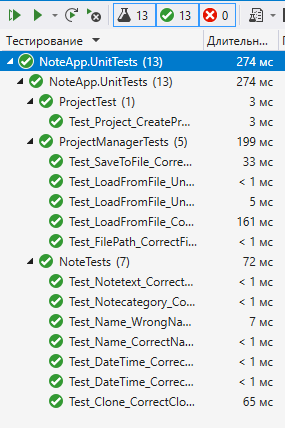 13 13 0
Тестирование Длительн...
NoteApp.UnitTests (13) 274 мс
NoteApp.UnitTests (13) 274 мс
ProjectTest (1) 3 мс
Test_Project_CreatePr... 3 мс
ProjectManagerTests (5) 199 мс
Test_SaveToFile_Corre... 33 мс
Test_LoadFromFile_Un... < 1 мс
Test_LoadFromFile_Un... 5 мс
Test_LoadFromFile_Co... 161 мс
Test_FilePath_CorrectFi... < 1 мс
NoteTests (7) 72 мс
Test_Notetext_Correct... < 1 мс
Test_Notecategory_Co... < 1 мс
Test_Name_WrongNa... 7 мс
Test_Name_CorrectNa... < 1 мс
Test_DateTime_Correc... < 1 мс
Test_DateTime_Correc... < 1 мс
Test_Clone_CorrectClo... 65 мс